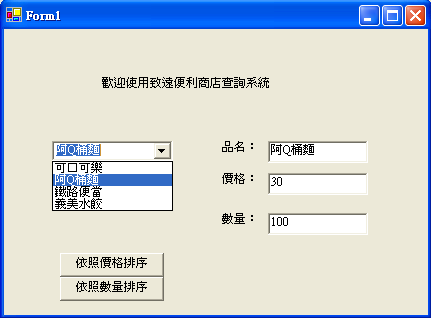 Form1
歡迎使用致遠便利商店查詢系統
阿Q桶麵
可口可樂
阿Q桶麵
鐵路便當
義美水餃
品名： 阿Q桶麵
價格： 30
數量： 100
依照價格排序
依照數量排序